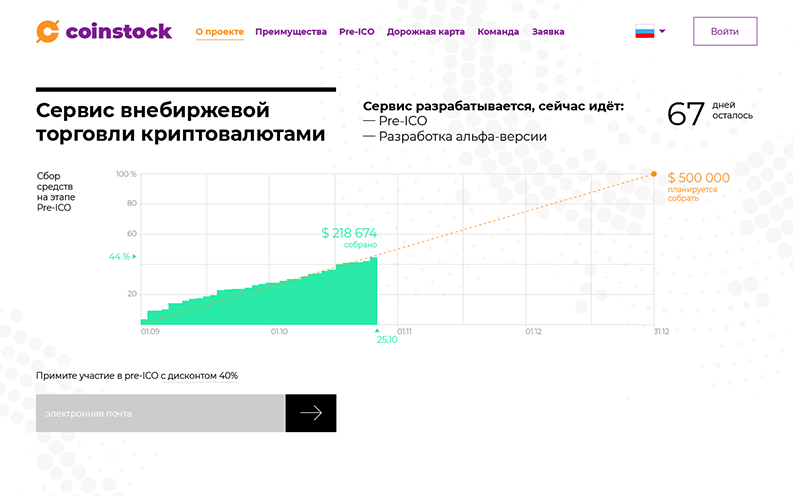 coinstock
О проекте Преимущества Pre-ICO Дорожная карта Команда Заявка
Войти
Сервис внебиржевой
торговли криптовалютами
Сервис разрабатывается, сейчас идёт:
— Pre-ICO
— Разработка альфа-версии
67 дней
осталось
Сбор
средств
на этапе
Pre-ICO
100 %
80
60
44 %
20
$ 218 674
собрано
$ 500 000
планируется
собрать
01.09 01.10 01.11 01.12 31.12
25.10
Примите участие в pre-ICO с дисконтом 40%
электронная почта